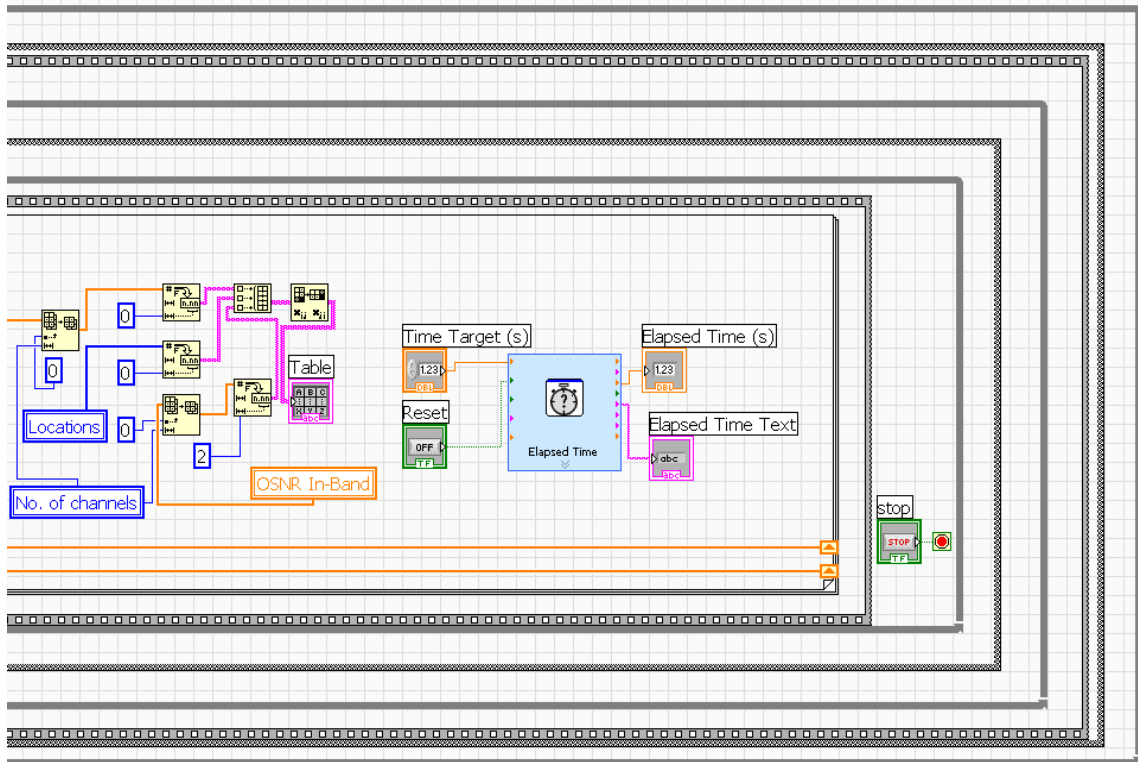 0
0
Time Target (s)
Elapsed Time (s)
1.23
DBL
1.23
DBL
0
Table
A B C
abc
Reset
OFF
TF
Elapsed Time
Elapsed Time Text
abc
abc
Locations
0
2
OSNR In-Band
No. of channels
stop
STOP
TF